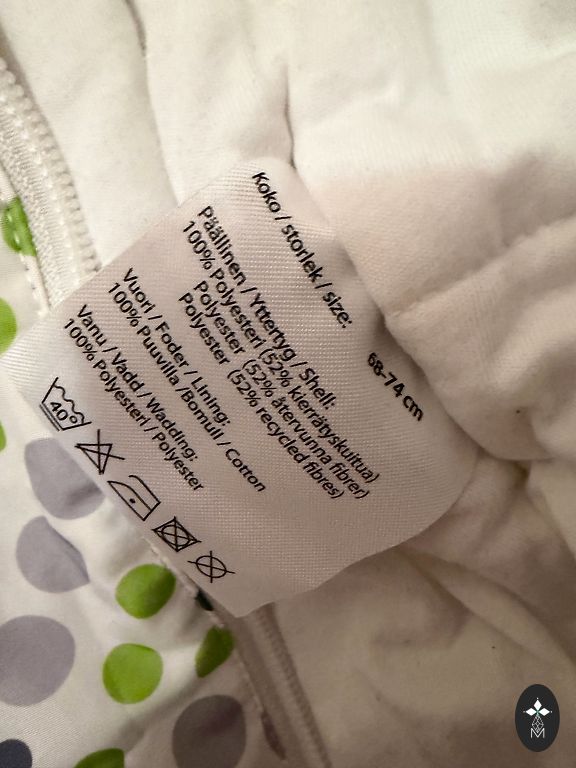 Koko / storlek / size: 68-74 cm
Päällinen / Yttertyg / Shell:
100% Polyesteri (52% kierrätyskuitua)
Polyester (52% återvunna fibrer)
Polyester (52% recycled fibres)
Vuori / Foder / Lining:
100% Puuvilla /Bomull / Cotton
Vanu / Vadd / Wadding:
100% Polyesteri / Polyester
40°
M